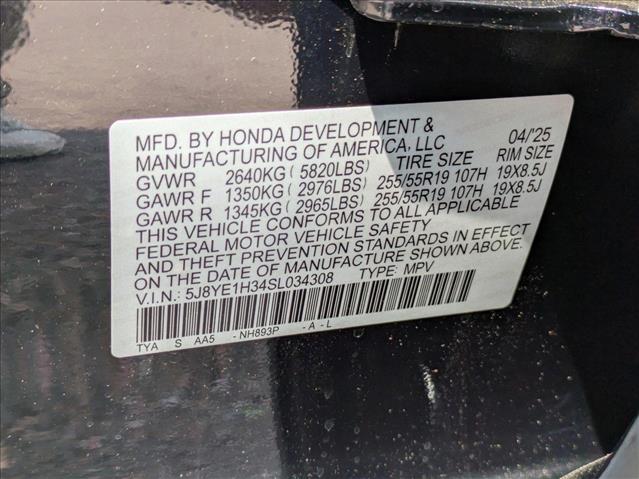 MFD. BY HONDA DEVELOPMENT &
MANUFACTURING OF AMERICA, LLC 04/'25
GVWR 2640KG ( 5820LBS) TIRE SIZE RIM SIZE
GAWR F 1350KG ( 2976LBS) 255/55R19 107H 19X8.5J
GAWR R 1345KG ( 2965LBS) 255/55R19 107H 19X8.5J
THIS VEHICLE CONFORMS TO ALL APPLICABLE
FEDERAL MOTOR VEHICLE SAFETY
AND THEFT PREVENTION STANDARDS IN EFFECT
ON THE DATE OF MANUFACTURE SHOWN ABOVE.
V.I.N.: 5J8YE1H34SL034308 TYPE: MPV
TYA S AA5 -NH893P -A-L